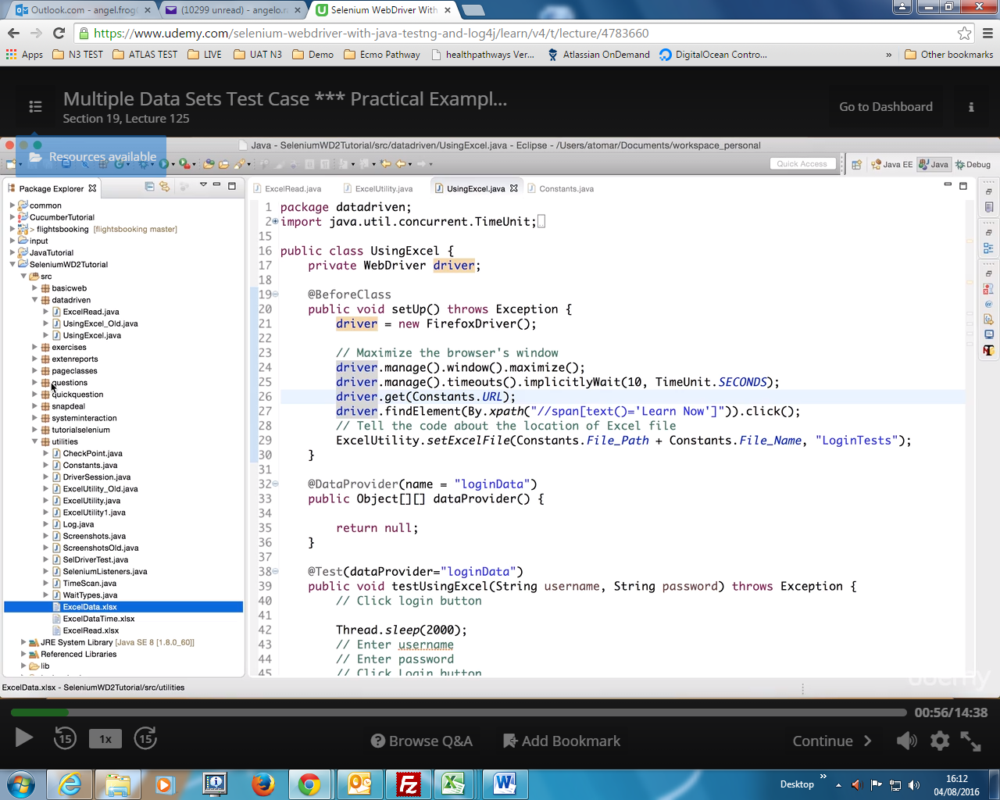 Outlook.com - angel.frog
(10299 unread) - angelo.ra
Selenium WebDriver With
https://www.udemy.com/selenium-webdriver-with-java-testng-and-log4j/learn/v4/t/lecture/4783660
Apps N3 TEST ATLAS TEST LIVE UAT N3 Demo Ecmo Pathway healthpathways Ver... Atlassian OnDemand DigitalOcean Contro... » Other bookmarks
Multiple Data Sets Test Case *** Practical Exampl...
Section 19, Lecture 125
Go to Dashboard
Resources available
Java - SeleniumWD2Tutorial/src/datadriven/UsingExcel.java - Eclipse - /Users/atomar/Documents/workspace_personal
Quick Access Java EE Java Debug
Package Explorer
common
CucumberTutorial
> flightsbooking [flightsbooking master]
input
JavaTutorial
SeleniumWD2Tutorial
src
basicweb
datadriven
ExcelRead.java
UsingExcel_Old.java
UsingExcel.java
exercises
extenreports
pageclasses
questions
quickquestion
snapdeal
systeminteraction
tutorialselenium
utilities
CheckPoint.java
Constants.java
DriverSession.java
ExcelUtility_Old.java
ExcelUtility.java
ExcelUtility1.java
Log.java
Screenshots.java
ScreenshotsOld.java
SelDriverTest.java
SeleniumListeners.java
TimeScan.java
WaitTypes.java
ExcelData.xlsx
ExcelDataTime.xlsx
ExcelRead.xlsx
JRE System Library [Java SE 8 [1.8.0_60]]
Referenced Libraries
lib
ExcelRead.java ExcelUtility.java UsingExcel.java Constants.java
1 package datadriven;
2 import java.util.concurrent.TimeUnit;
15
16 public class UsingExcel {
17 private WebDriver driver;
18
19 @BeforeClass
20 public void setUp() throws Exception {
21 driver = new FirefoxDriver();
22
23 // Maximize the browser's window
24 driver.manage().window().maximize();
25 driver.manage().timeouts().implicitlyWait(10, TimeUnit.SECONDS);
26 driver.get(Constants.URL);
27 driver.findElement(By.xpath("//span[text()='Learn Now']")).click();
28 // Tell the code about the location of Excel file
29 ExcelUtility.setExcelFile(Constants.File_Path + Constants.File_Name, "LoginTests");
30 }
31
32 @DataProvider(name = "loginData")
33 public Object[][] dataProvider() {
34
35 return null;
36 }
37
38 @Test(dataProvider="loginData")
39 public void testUsingExcel(String username, String password) throws Exception {
40 // Click login button
41
42 Thread.sleep(2000);
43 // Enter username
44 // Enter password
45 // Click Login button
ExcelData.xlsx - SeleniumWD2Tutorial/src/utilities
udemy
00:56/14:38
15 1x 15
Browse Q&A
Add Bookmark
Continue
Desktop »
16:12
04/08/2016